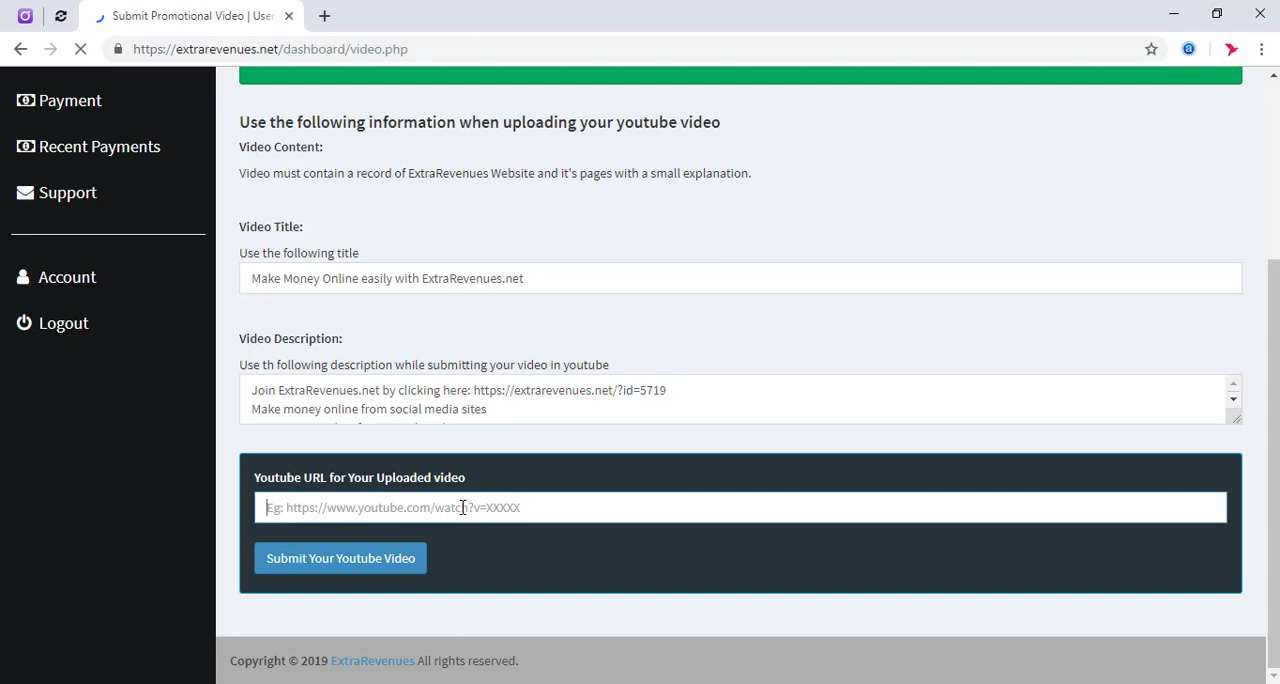 Submit Promotional Video | User
https://extrarevenues.net/dashboard/video.php
Payment
Recent Payments
Support
Account
Logout
Use the following information when uploading your youtube video
Video Content:
Video must contain a record of ExtraRevenues Website and it's pages with a small explanation.
Video Title:
Use the following title
Make Money Online easily with ExtraRevenues.net
Video Description:
Use th following description while submitting your video in youtube
Join ExtraRevenues.net by clicking here: https://extrarevenues.net/?id=5719
Make money online from social media sites
Youtube URL for Your Uploaded video
Eg: https://www.youtube.com/watch?v=XXXXX
Submit Your Youtube Video
Copyright © 2019 ExtraRevenues All rights reserved.